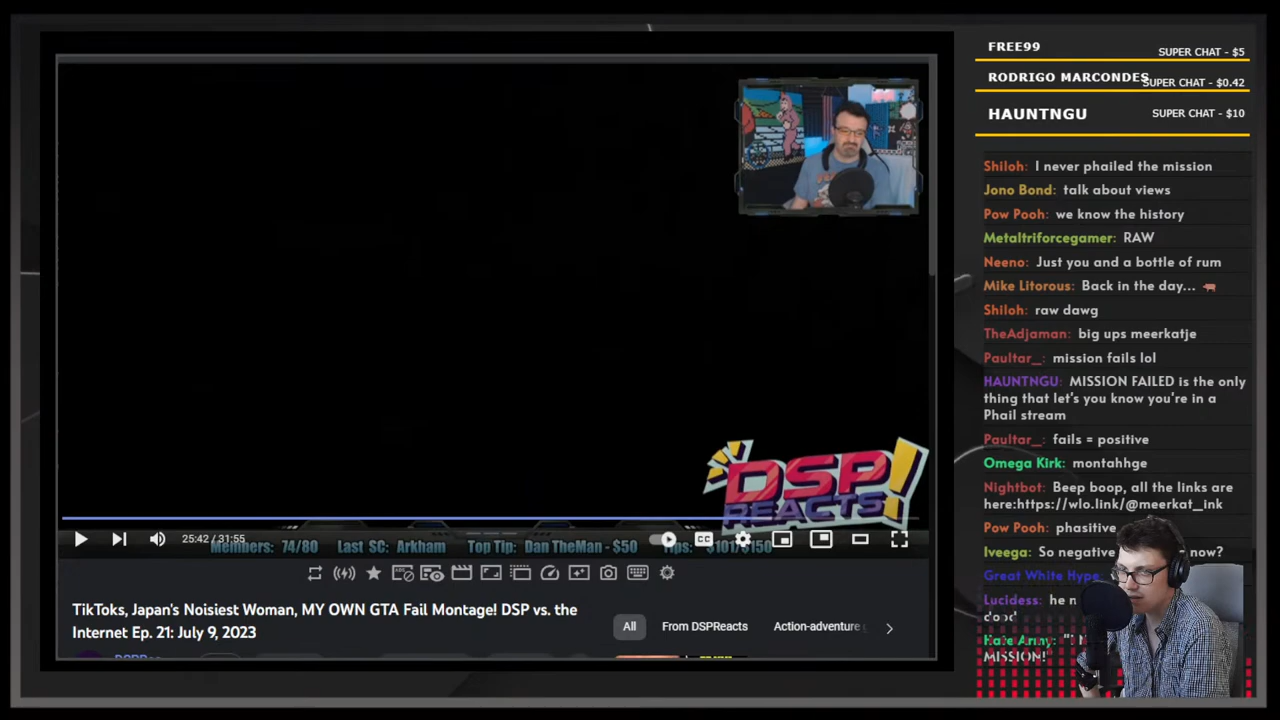 FREE99
SUPER CHAT - $5
RODRIGO MARCONDES
SUPER CHAT - $0.42
HAUNTNGU
SUPER CHAT - $10
Shiloh: I never phailed the mission
Jono Bond: talk about views
Pow Pooh: we know the history
Metaltriforcegamer: RAW
Neeno: Just you and a bottle of rum
Mike Litorous: Back in the day...
Shiloh: raw dawg
TheAdjaman: big ups meerkatje
Paultar_: mission fails lol
HAUNTNGU: MISSION FAILED is the only
thing that let's you know you're in a
Phail stream
Paultar_: fails = positive
Omega Kirk: montahhge
Nightbot: Beep boop, all the links are
here:https://wlo.link/@meerkat_ink
Pow Pooh: phasitive
Iveega: So negative now?
Great White Hype:
Lucidess: he
MISSION!
DSP!
REACTS
25:42 / 31:55
CC
Members: 74/80 Last SC: Arkham Top Tip: Dan TheMan - $50 Tips: $101/$150
TikToks, Japan's Noisiest Woman, MY OWN GTA Fail Montage! DSP vs. the
Internet Ep. 21: July 9, 2023
All
From DSPReacts
Action-adventure